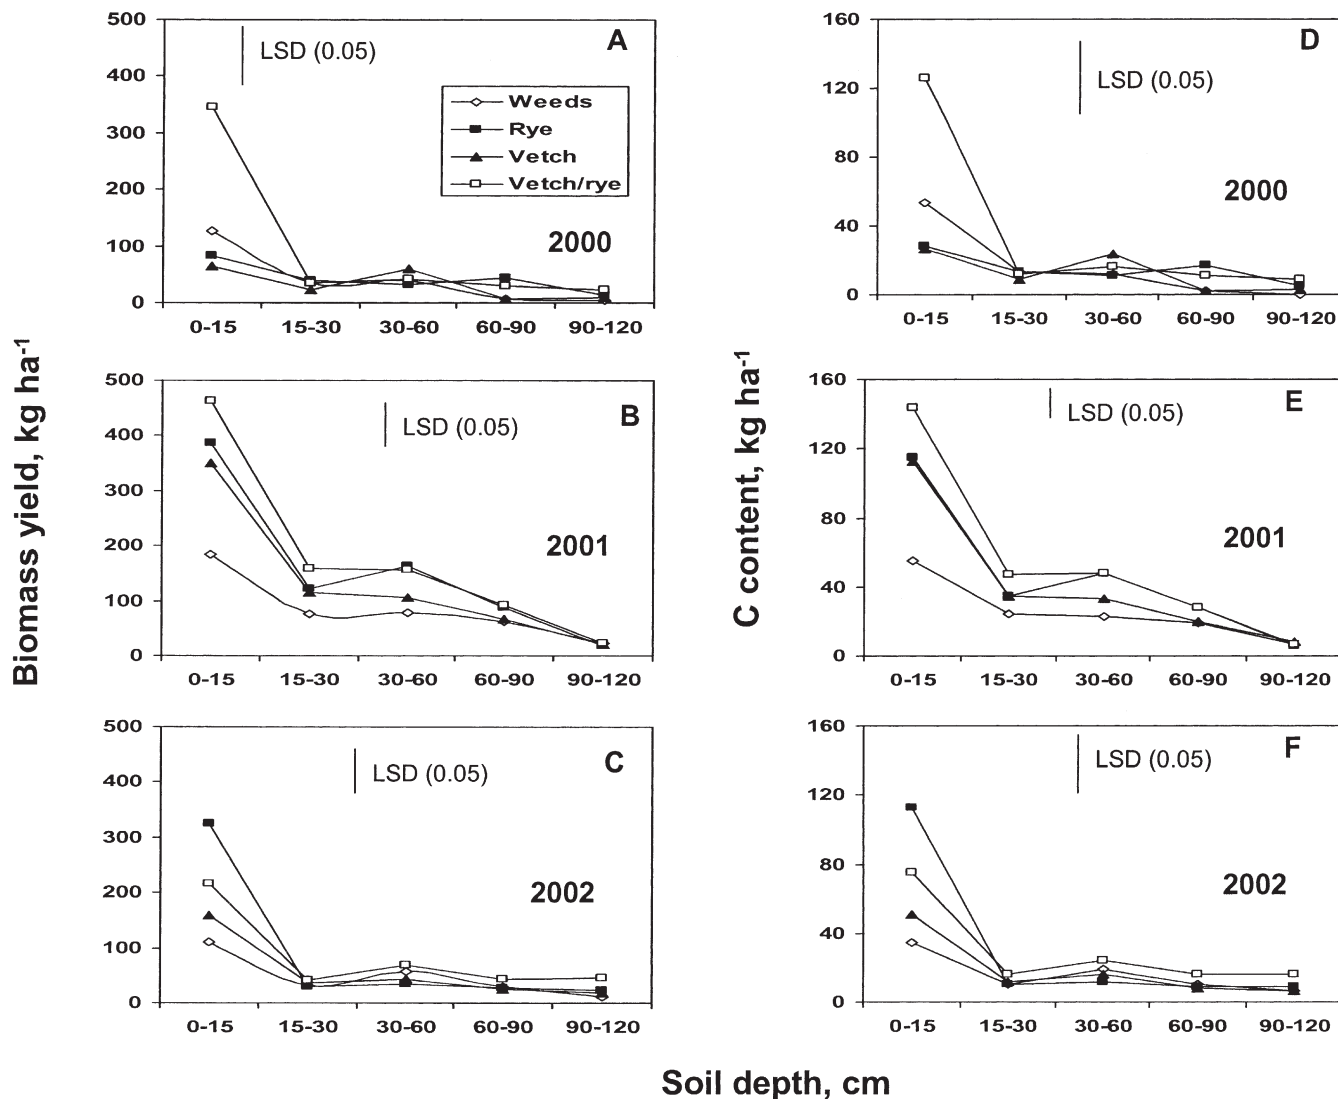 Biomass yield, kg ha⁻¹
500
400
300
200
100
0
LSD (0.05)
A
Weeds
Rye
Vetch
Vetch/rye
2000
0-15 15-30 30-60 60-90 90-120
500
400
300
200
100
0
LSD (0.05)
B
2001
0-15 15-30 30-60 60-90 90-120
500
400
300
200
100
0
LSD (0.05)
C
2002
0-15 15-30 30-60 60-90 90-120
C content, kg ha⁻¹
160
120
80
40
0
LSD (0.05)
D
2000
0-15 15-30 30-60 60-90 90-120
160
120
80
40
0
LSD (0.05)
E
2001
0-15 15-30 30-60 60-90 90-120
160
120
80
40
0
LSD (0.05)
F
2002
0-15 15-30 30-60 60-90 90-120
Soil depth, cm